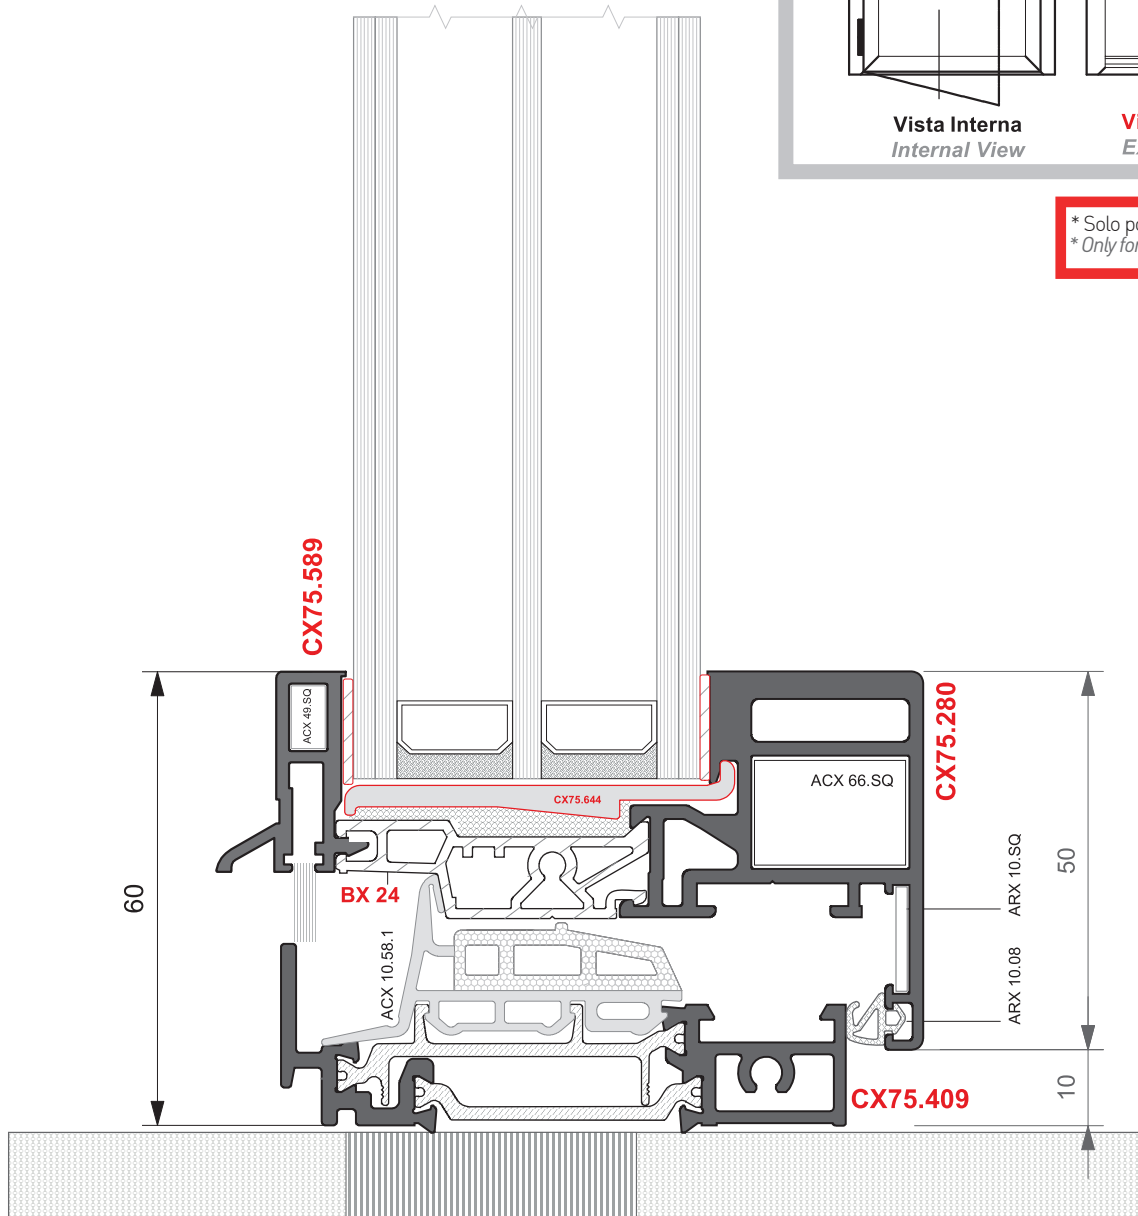 Vista Interna
Internal View
* Solo
* Only for
CX75.589
ACX 49.SQ
CX75.280
ACX 66.SQ
CX75.644
60
BX 24
ACX 10.58.1
ARX 10.SQ
50
ARX 10.08
10
CX75.409